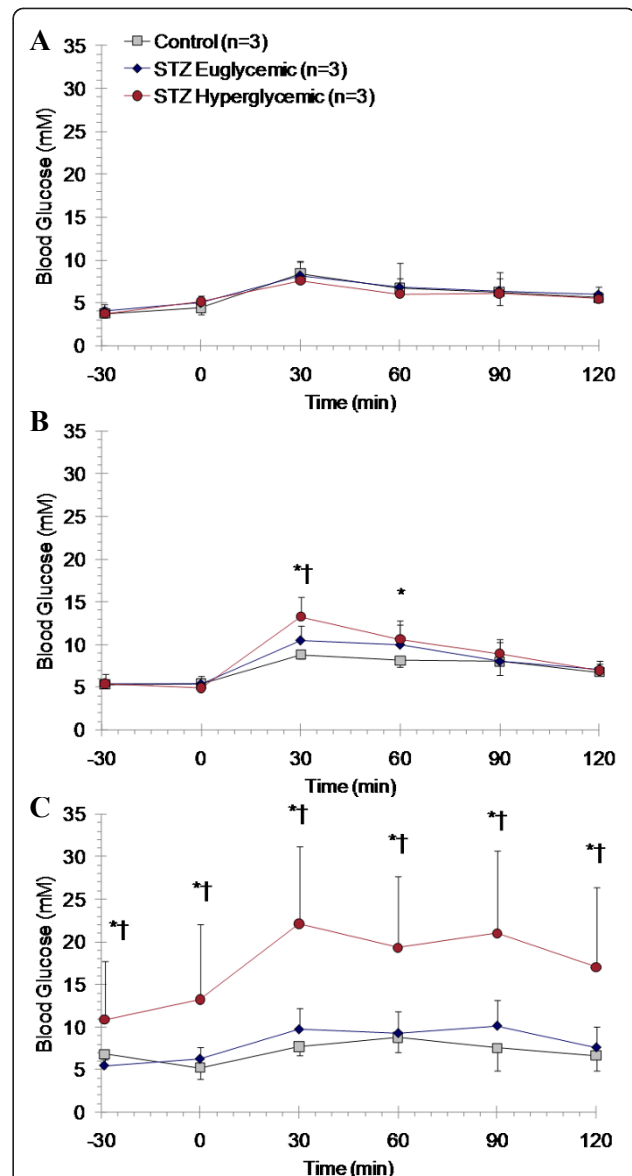 A
Control (n=3)
STZ Euglycemic (n=3)
STZ Hyperglycemic (n=3)
Blood Glucose (mM)
35
30
25
20
15
10
5
0
-30 0 30 60 90 120
Time (min)
B
Blood Glucose (mM)
35
30
25
20
15
10
5
0
*† *
-30 0 30 60 90 120
Time (min)
C
Blood Glucose (mM)
35
30
25
20
15
10
5
0
*† *† *† *† *† *†
-30 0 30 60 90 120
Time (min)